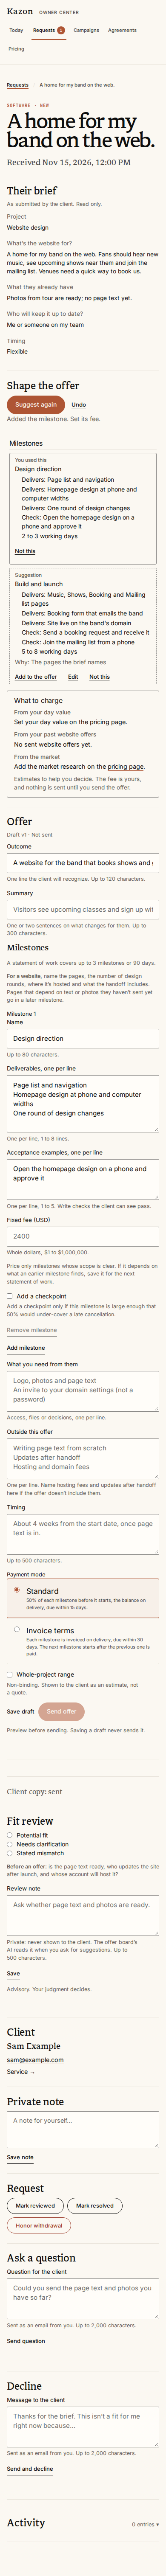 Kazon OWNER CENTER
Today Requests 1 Campaigns Agreements
Pricing
Requests A home for my band on the web.
SOFTWARE · NEW
A home for my
band on the web.
Received Nov 15, 2026, 12:00 PM
Their brief
As submitted by the client. Read only.
Project
Website design
What's the website for?
A home for my band on the web. Fans should hear new
music, see upcoming shows near them and join the
mailing list. Venues need a quick way to book us.
What they already have
Photos from tour are ready; no page text yet.
Who will keep it up to date?
Me or someone on my team
Timing
Flexible
Shape the offer
Suggest again Undo
Added the milestone. Set its fee.
Milestones
You used this
Design direction
Delivers: Page list and navigation
Delivers: Homepage design at phone and
computer widths
Delivers: One round of design changes
Check: Open the homepage design on a
phone and approve it
2 to 3 working days
Not this
Suggestion
Build and launch
Delivers: Music, Shows, Booking and Mailing
list pages
Delivers: Booking form that emails the band
Delivers: Site live on the band's domain
Check: Send a booking request and receive it
Check: Join the mailing list from a phone
5 to 8 working days
Why: The pages the brief names
Add to the offer Edit Not this
What to charge
From your day value
Set your day value on the pricing page.
From your past website offers
No sent website offers yet.
From the market
Add the market research on the pricing page.
Estimates to help you decide. The fee is yours,
and nothing is sent until you send the offer.
Offer
Draft v1 · Not sent
Outcome
A website for the band that books shows and
One line the client will recognize. Up to 120 characters.
Summary
Visitors see upcoming classes and sign up wit
One or two sentences on what changes for them. Up to
300 characters.
Milestones
A statement of work covers up to 3 milestones or 90 days.
For a website, name the pages, the number of design
rounds, where it's hosted and what the handoff includes.
Pages that depend on text or photos they haven't sent yet
go in a later milestone.
Milestone 1
Name
Design direction
Up to 80 characters.
Deliverables, one per line
Page list and navigation
Homepage design at phone and computer
widths
One round of design changes
One per line, 1 to 8 lines.
Acceptance examples, one per line
Open the homepage design on a phone and
approve it
One per line, 1 to 5. Write checks the client can see pass.
Fixed fee (USD)
2400
Whole dollars, $1 to $1,000,000.
Price only milestones whose scope is clear. If it depends on
what an earlier milestone finds, save it for the next
statement of work.
Add a checkpoint
Add a checkpoint only if this milestone is large enough that
50% would under-cover a late cancellation.
Remove milestone
Add milestone
What you need from them
Logo, photos and page text
An invite to your domain settings (not a
password)
Access, files or decisions, one per line.
Outside this offer
Writing page text from scratch
Updates after handoff
Hosting and domain fees
One per line. Name hosting fees and updates after handoff
here if the offer doesn't include them.
Timing
About 4 weeks from the start date, once page
text is in.
Up to 500 characters.
Payment mode
Standard
50% of each milestone before it starts, the balance on
delivery, due within 15 days.
Invoice terms
Each milestone is invoiced on delivery, due within 30
days. The next milestone starts after the previous one is
paid.
Whole-project range
Non-binding. Shown to the client as an estimate, not
a quote.
Save draft Send offer
Preview before sending. Saving a draft never sends it.
Client copy: sent
Fit review
Potential fit
Needs clarification
Stated mismatch
Before an offer: is the page text ready, who updates the site
after launch, and whose account will host it?
Review note
Ask whether page text and photos are ready.
Private: never shown to the client. The offer board's
AI reads it when you ask for suggestions. Up to
500 characters.
Save
Advisory. Your judgment decides.
Client
Sam Example
sam@example.com
Service →
Private note
A note for yourself...
Save note
Request
Mark reviewed Mark resolved
Honor withdrawal
Ask a question
Question for the client
Could you send the page text and photos you
have so far?
Sent as an email from you. Up to 2,000 characters.
Send question
Decline
Message to the client
Thanks for the brief. This isn't a fit for me
right now because...
Sent as an email from you. Up to 2,000 characters.
Send and decline
Activity 0 entries ▾